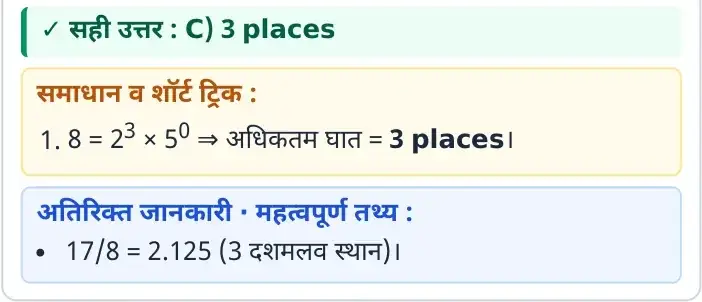 ✓ सही उत्तर : C) 3 places
समाधान व शॉर्ट ट्रिक :
1. 8 = 2³ × 5⁰ ⇒ अधिकतम घात = 3 places।
अतिरिक्त जानकारी · महत्वपूर्ण तथ्य :
• 17/8 = 2.125 (3 दशमलव स्थान)।